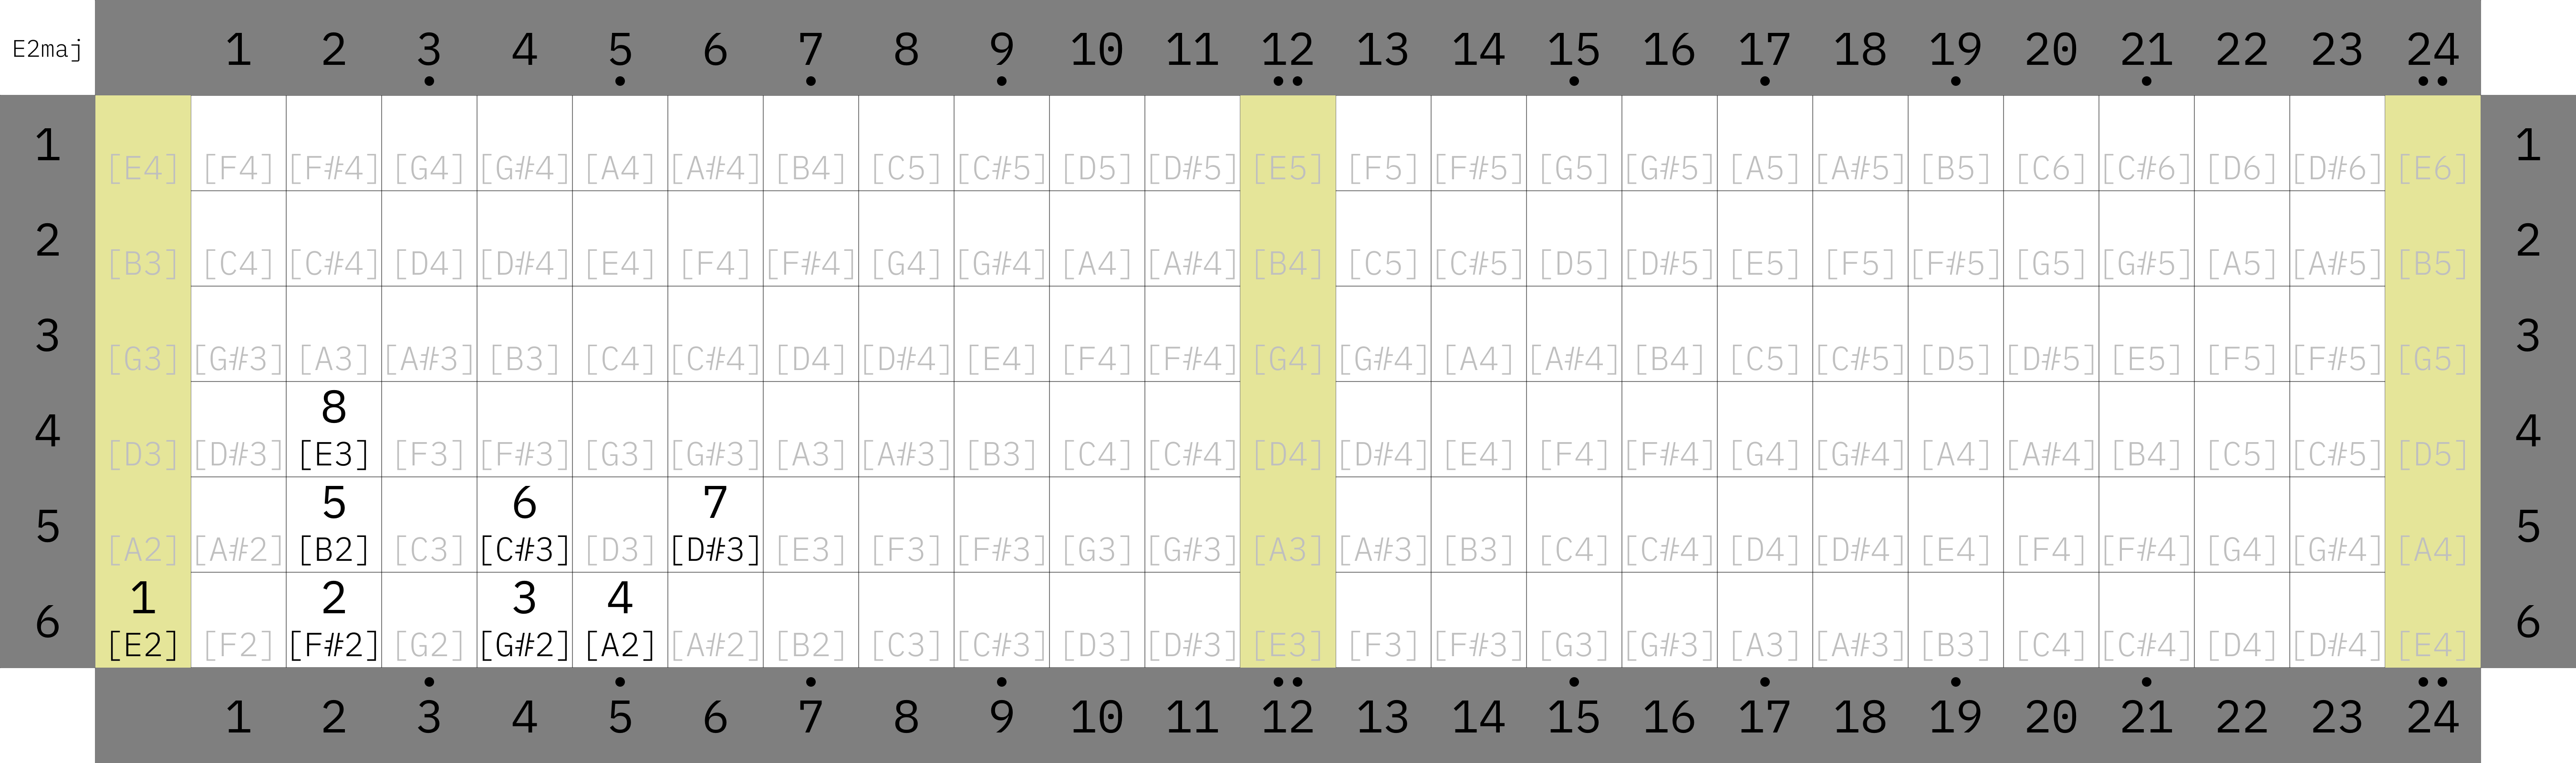 E2maj 1 2 3 4 5 6 7 8 9 10 11 12 13 14 15 16 17 18 19 20 21 22 23 24
1 [E4] [F4] [F#4] [G4] [G#4] [A4] [A#4] [B4] [C5] [C#5] [D5] [D#5] [E5] [F5] [F#5] [G5] [G#5] [A5] [A#5] [B5] [C6] [C#6] [D6] [D#6] [E6] 1
2 [B3] [C4] [C#4] [D4] [D#4] [E4] [F4] [F#4] [G4] [G#4] [A4] [A#4] [B4] [C5] [C#5] [D5] [D#5] [E5] [F5] [F#5] [G5] [G#5] [A5] [A#5] [B5] 2
3 [G3] [G#3] [A3] [A#3] [B3] [C4] [C#4] [D4] [D#4] [E4] [F4] [F#4] [G4] [G#4] [A4] [A#4] [B4] [C5] [C#5] [D5] [D#5] [E5] [F5] [F#5] [G5] 3
8
4 [D3] [D#3] [E3] [F3] [F#3] [G3] [G#3] [A3] [A#3] [B3] [C4] [C#4] [D4] [D#4] [E4] [F4] [F#4] [G4] [G#4] [A4] [A#4] [B4] [C5] [C#5] [D5] 4
5 6 7
5 [A2] [A#2] [B2] [C3] [C#3] [D3] [D#3] [E3] [F3] [F#3] [G3] [G#3] [A3] [A#3] [B3] [C4] [C#4] [D4] [D#4] [E4] [F4] [F#4] [G4] [G#4] [A4] 5
1 2 3 4
6 [E2] [F2] [F#2] [G2] [G#2] [A2] [A#2] [B2] [C3] [C#3] [D3] [D#3] [E3] [F3] [F#3] [G3] [G#3] [A3] [A#3] [B3] [C4] [C#4] [D4] [D#4] [E4] 6
1 2 3 4 5 6 7 8 9 10 11 12 13 14 15 16 17 18 19 20 21 22 23 24